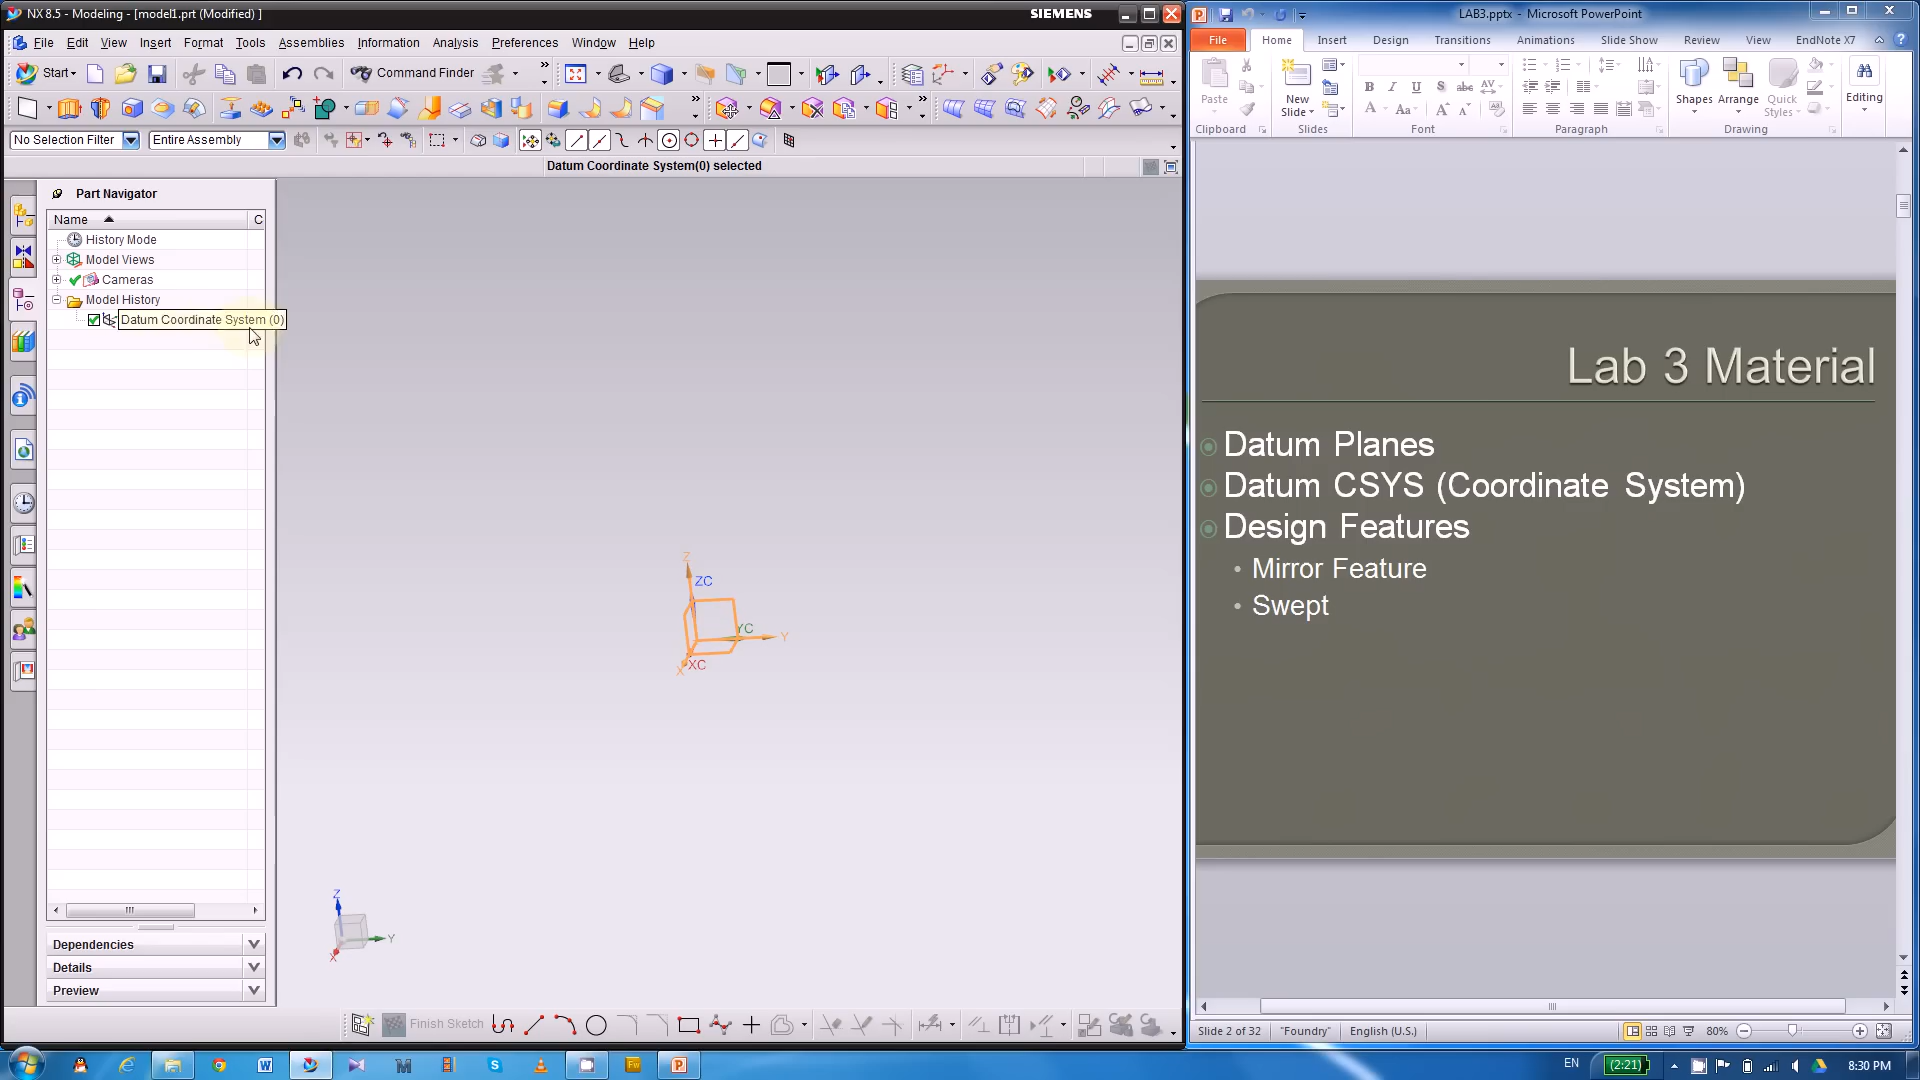 NX 8.5 - Modeling - [model1.prt (Modified) ]
SIEMENS
File Edit View Insert Format Tools Assemblies Information Analysis Preferences Window Help
Start
Command Finder
No Selection Filter
Entire Assembly
Datum Coordinate System(0) selected
Part Navigator
Name
C
History Mode
Model Views
Cameras
Model History
Datum Coordinate System (0)
Z
ZC
YC
Y
XC
X
Z
Y
X
Dependencies
Details
Preview
Finish Sketch
LAB3.pptx - Microsoft PowerPoint
File Home Insert Design Transitions Animations Slide Show Review View EndNote X7
Paste
New
Slide
Shapes
Arrange
Quick
Styles
Editing
Clipboard
Slides
Font
Paragraph
Drawing
Lab 3 Material
Datum Planes
Datum CSYS (Coordinate System)
Design Features
• Mirror Feature
• Swept
Slide 2 of 32
"Foundry"
English (U.S.)
80%
EN
(2:21)
8:30 PM